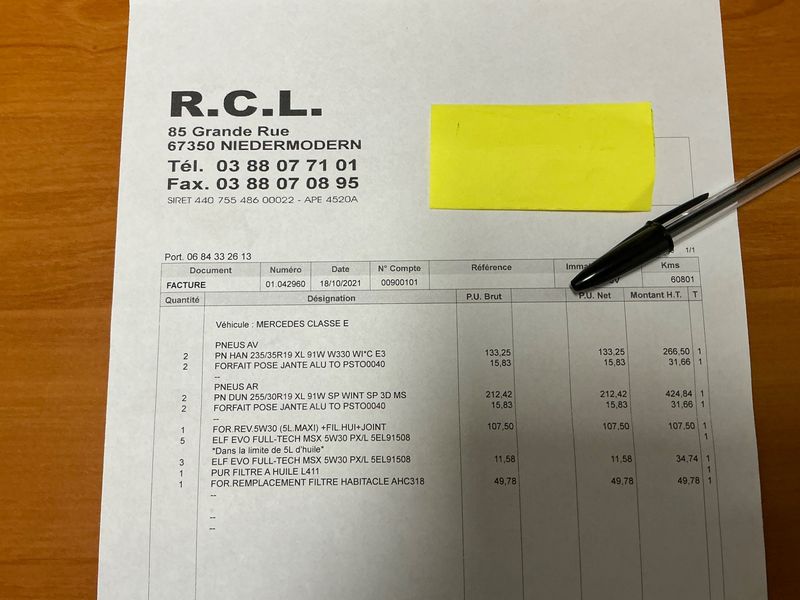 R.C.L.
85 Grande Rue
67350 NIEDERMODERN
Tél. 03 88 07 71 01
Fax. 03 88 07 08 95
SIRET 440 755 486 00022 - APE 4520A
Port. 06 84 33 26 13
1/1
Document Numéro Date N° Compte Référence Kms
FACTURE 01.042960 18/10/2021 00900101 60801
Quantité Désignation P.U. Brut P.U. Net Montant H.T. T
Véhicule : MERCEDES CLASSE E
PNEUS AV
2 PN HAN 235/35R19 XL 91W W330 WI*C E3 133,25 133,25 266,50 1
2 FORFAIT POSE JANTE ALU TO PSTO0040 15,83 15,83 31,66 1
--
PNEUS AR
2 PN DUN 255/30R19 XL 91W SP WINT SP 3D MS 212,42 212,42 424,84 1
2 FORFAIT POSE JANTE ALU TO PSTO0040 15,83 15,83 31,66 1
--
1 FOR.REV.5W30 (5L.MAXI) +FIL.HUI+JOINT 107,50 107,50 107,50 1
5 ELF EVO FULL-TECH MSX 5W30 PX/L 5EL91508 1
*Dans la limite de 5L d'huile*
3 ELF EVO FULL-TECH MSX 5W30 PX/L 5EL91508 11,58 11,58 34,74 1
1 PUR FILTRE A HUILE L411 1
1 FOR.REMPLACEMENT FILTRE HABITACLE AHC318 49,78 49,78 49,78 1
--
--
--